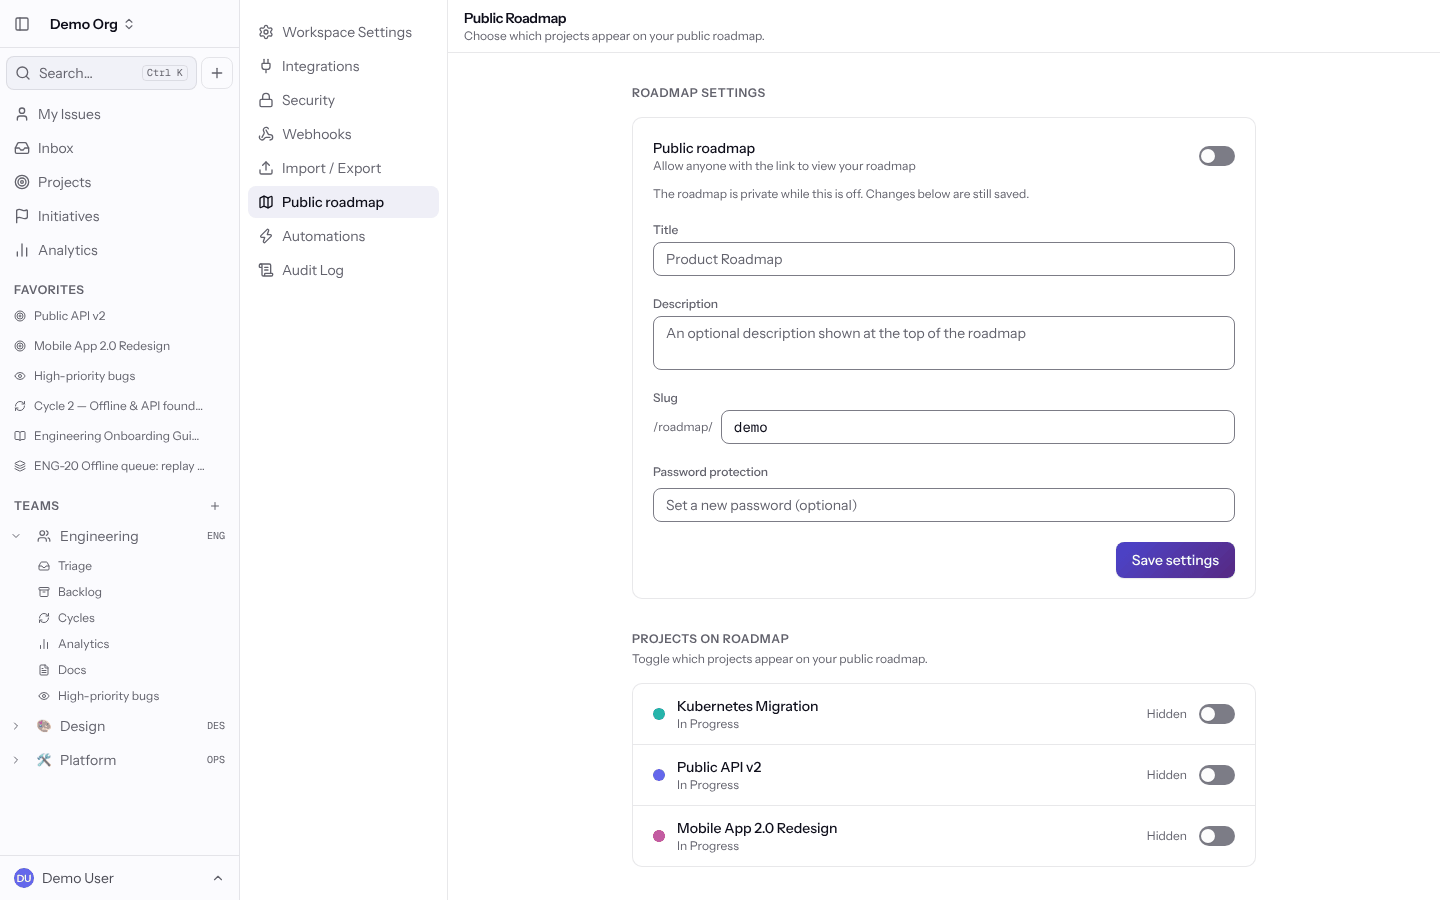 Demo Org
Search...
Ctrl K
My Issues
Inbox
Projects
Initiatives
Analytics
FAVORITES
Public API v2
Mobile App 2.0 Redesign
High-priority bugs
Cycle 2 — Offline & API found...
Engineering Onboarding Gui...
ENG-20 Offline queue: replay ...
TEAMS
Engineering
ENG
Triage
Backlog
Cycles
Analytics
Docs
High-priority bugs
Design
DES
Platform
OPS
DU
Demo User
Workspace Settings
Integrations
Security
Webhooks
Import / Export
Public roadmap
Automations
Audit Log
Public Roadmap
Choose which projects appear on your public roadmap.
ROADMAP SETTINGS
Public roadmap
Allow anyone with the link to view your roadmap
The roadmap is private while this is off. Changes below are still saved.
Title
Product Roadmap
Description
An optional description shown at the top of the roadmap
Slug
/roadmap/
demo
Password protection
Set a new password (optional)
Save settings
PROJECTS ON ROADMAP
Toggle which projects appear on your public roadmap.
Kubernetes Migration
In Progress
Hidden
Public API v2
In Progress
Hidden
Mobile App 2.0 Redesign
In Progress
Hidden